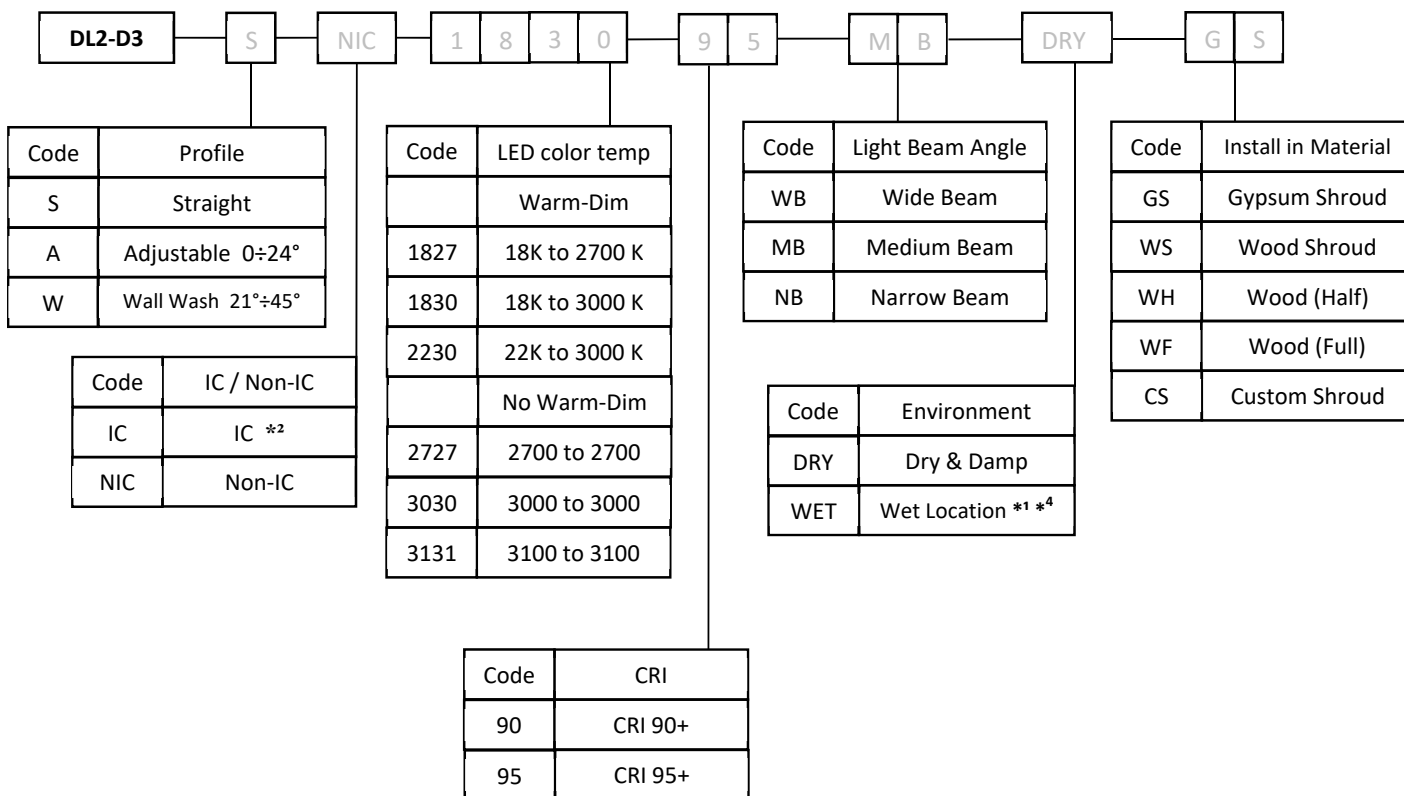 DL2-D3 S NIC 1 8 3 0 9 5 M B DRY G S
Code Profile
S Straight
A Adjustable 0÷24°
W Wall Wash 21°÷45°
Code IC / Non-IC
IC IC *²
NIC Non-IC
Code LED color temp
Warm-Dim
1827 18K to 2700 K
1830 18K to 3000 K
2230 22K to 3000 K
No Warm-Dim
2727 2700 to 2700
3030 3000 to 3000
3131 3100 to 3100
Code CRI
90 CRI 90+
95 CRI 95+
Code Light Beam Angle
WB Wide Beam
MB Medium Beam
NB Narrow Beam
Code Environment
DRY Dry & Damp
WET Wet Location *¹ *⁴
Code Install in Material
GS Gypsum Shroud
WS Wood Shroud
WH Wood (Half)
WF Wood (Full)
CS Custom Shroud